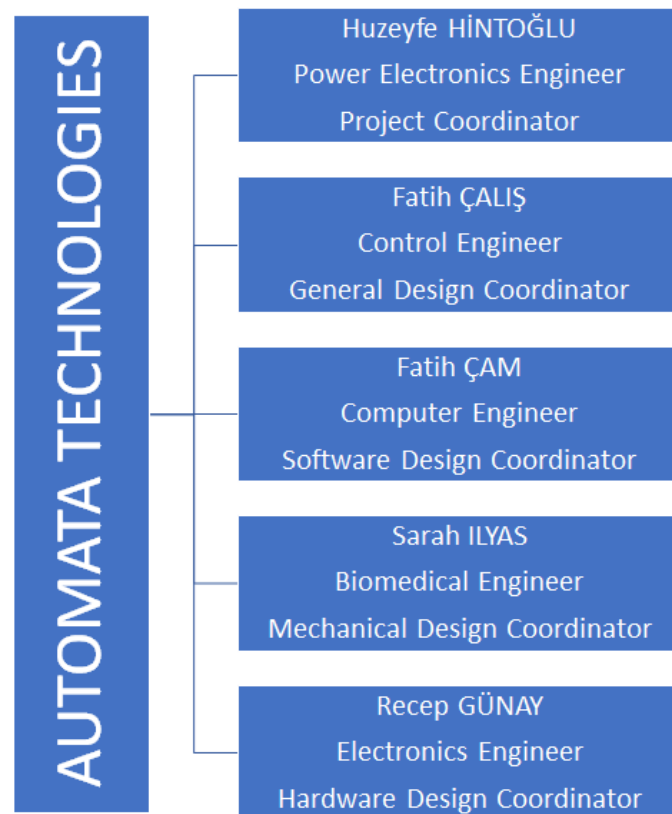 AUTOMATA TECHNOLOGIES
Huzeyfe HİNTOĞLU
Power Electronics Engineer
Project Coordinator
Fatih ÇALIŞ
Control Engineer
General Design Coordinator
Fatih ÇAM
Computer Engineer
Software Design Coordinator
Sarah ILYAS
Biomedical Engineer
Mechanical Design Coordinator
Recep GÜNAY
Electronics Engineer
Hardware Design Coordinator